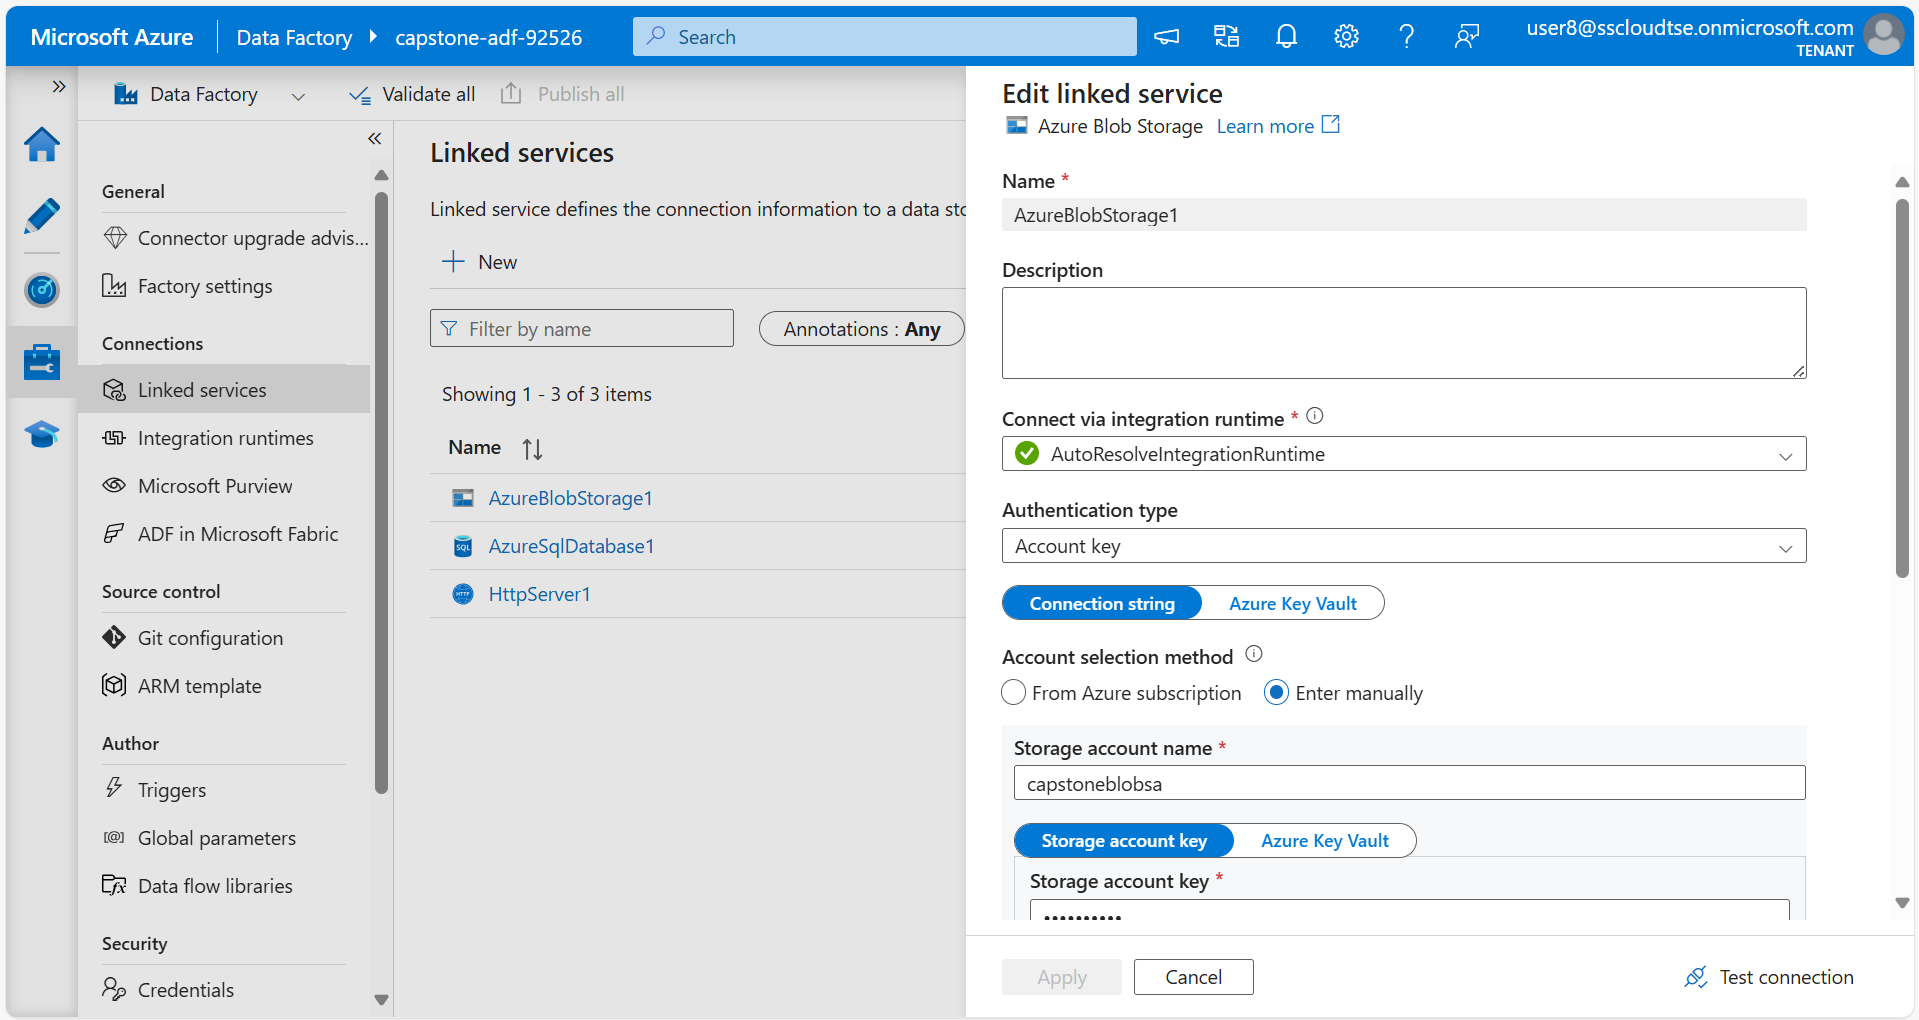 Microsoft Azure
Data Factory
capstone-adf-92526
Search
user8@sscloudtse.onmicrosoft.com
TENANT
Data Factory
Validate all
Publish all
General
Connector upgrade advis...
Factory settings
Connections
Linked services
Integration runtimes
Microsoft Purview
ADF in Microsoft Fabric
Source control
Git configuration
ARM template
Author
Triggers
Global parameters
Data flow libraries
Security
Credentials
Linked services
Linked service defines the connection information to a data sto
New
Filter by name
Annotations : Any
Showing 1 - 3 of 3 items
Name
AzureBlobStorage1
SQL AzureSqlDatabase1
HTTP HttpServer1
Edit linked service
Azure Blob Storage Learn more
Name *
AzureBlobStorage1
Description
Connect via integration runtime *
AutoResolveIntegrationRuntime
Authentication type
Account key
Connection string Azure Key Vault
Account selection method
From Azure subscription Enter manually
Storage account name *
capstoneblobsa
Storage account key Azure Key Vault
Storage account key *
••••••••••
Apply Cancel Test connection